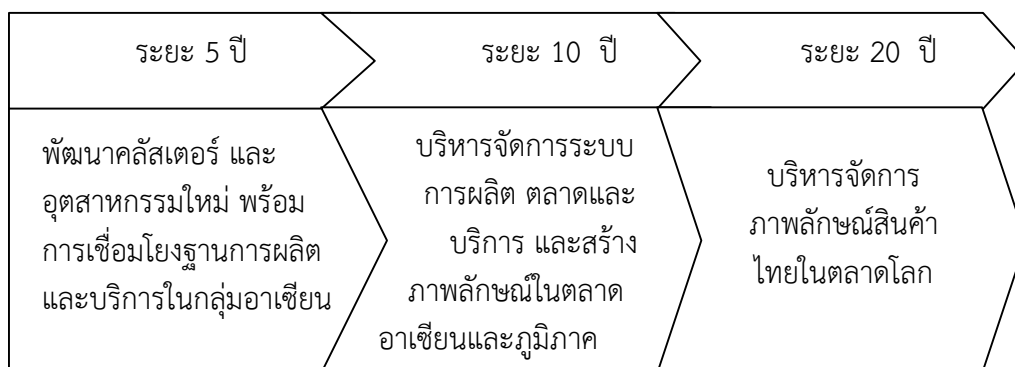 ระยะ 5 ปี
ระยะ 10 ปี
ระยะ 20 ปี
พัฒนาคลัสเตอร์ และ
อุตสาหกรรมใหม่ พร้อม
การเชื่อมโยงฐานการผลิต
และบริการในกลุ่มอาเซียน
บริหารจัดการระบบ
การผลิต ตลาดและ
บริการ และสร้าง
ภาพลักษณ์ในตลาด
อาเซียนและภูมิภาค
บริหารจัดการ
ภาพลักษณ์สินค้า
ไทยในตลาดโลก